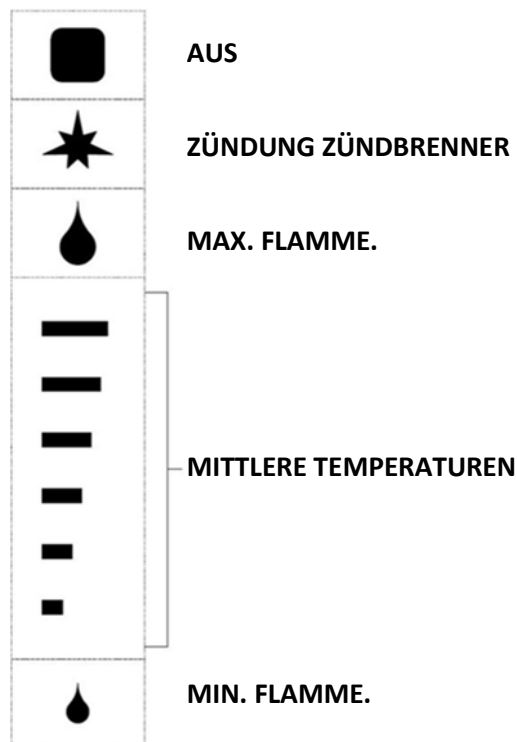 AUS
ZÜNDUNG ZÜNDBRENNER
MAX. FLAMME.
MITTLERE TEMPERATUREN
MIN. FLAMME.